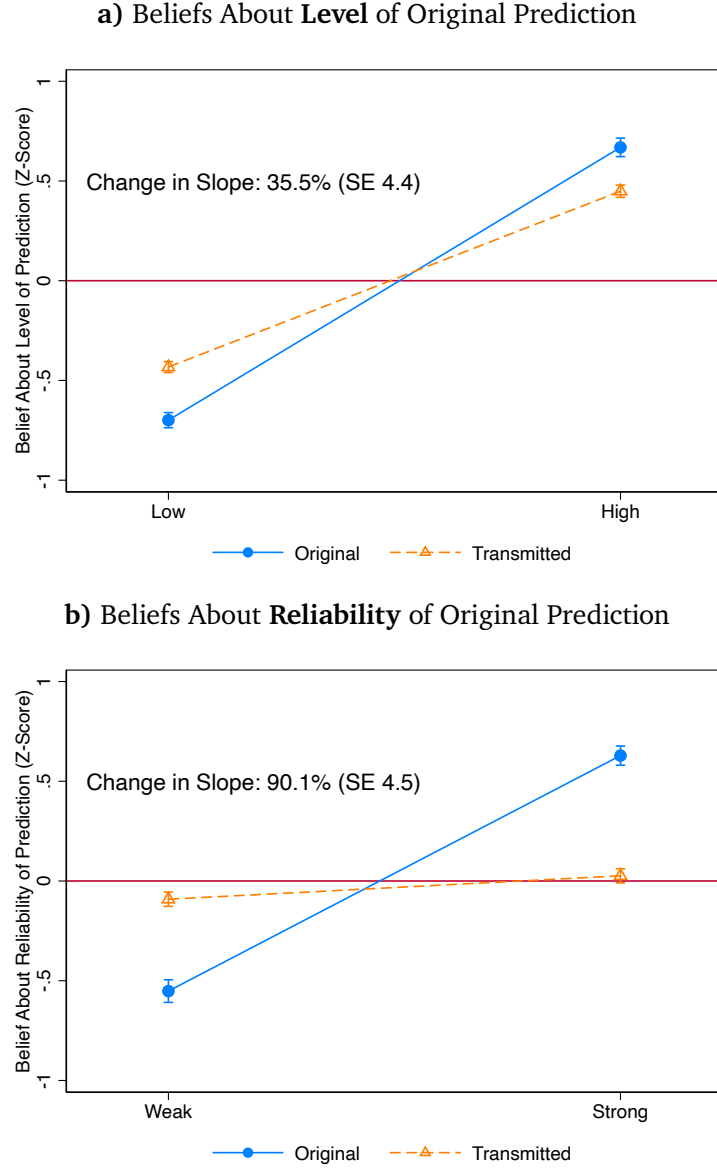 a) Beliefs About Level of Original Prediction
Belief About Level of Prediction (Z-Score)
1
.5
0
-.5
-1
Change in Slope: 35.5% (SE 4.4)
Low
High
Original
Transmitted
b) Beliefs About Reliability of Original Prediction
Belief About Reliability of Prediction (Z-Score)
1
.5
0
-.5
-1
Change in Slope: 90.1% (SE 4.5)
Weak
Strong
Original
Transmitted